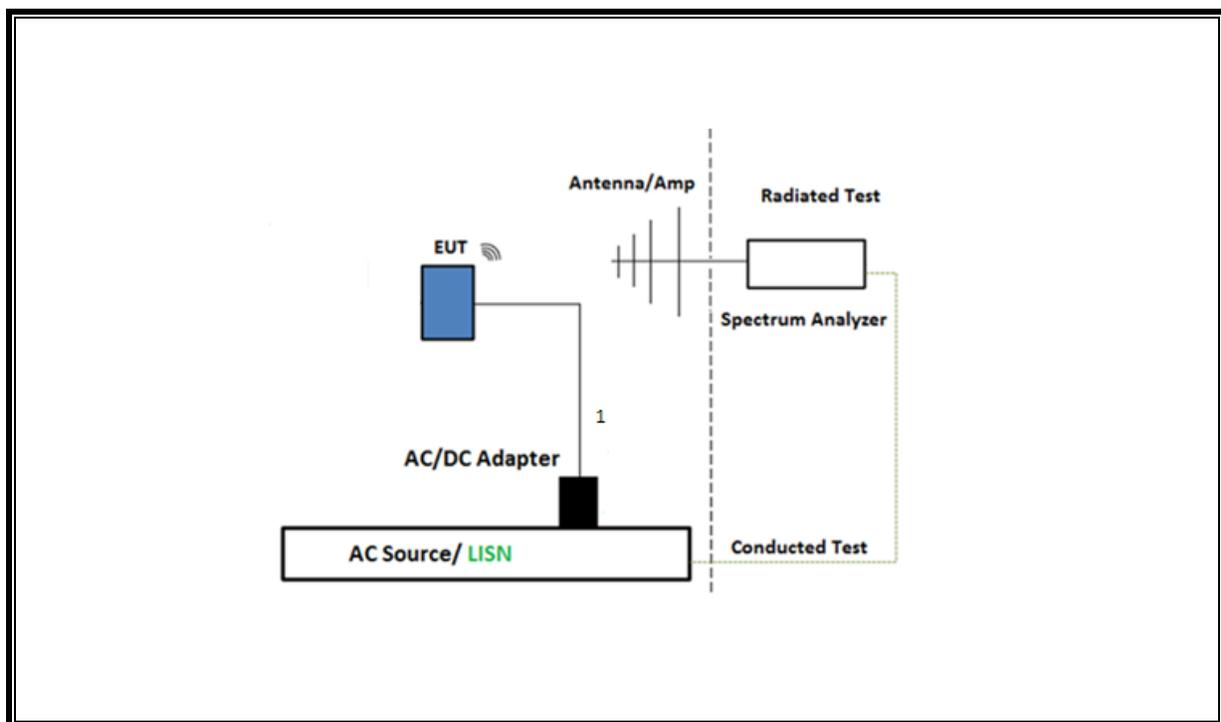 Antenna/Amp
Radiated Test
EUT
Spectrum Analyzer
1
AC/DC Adapter
AC Source/ LISN
Conducted Test